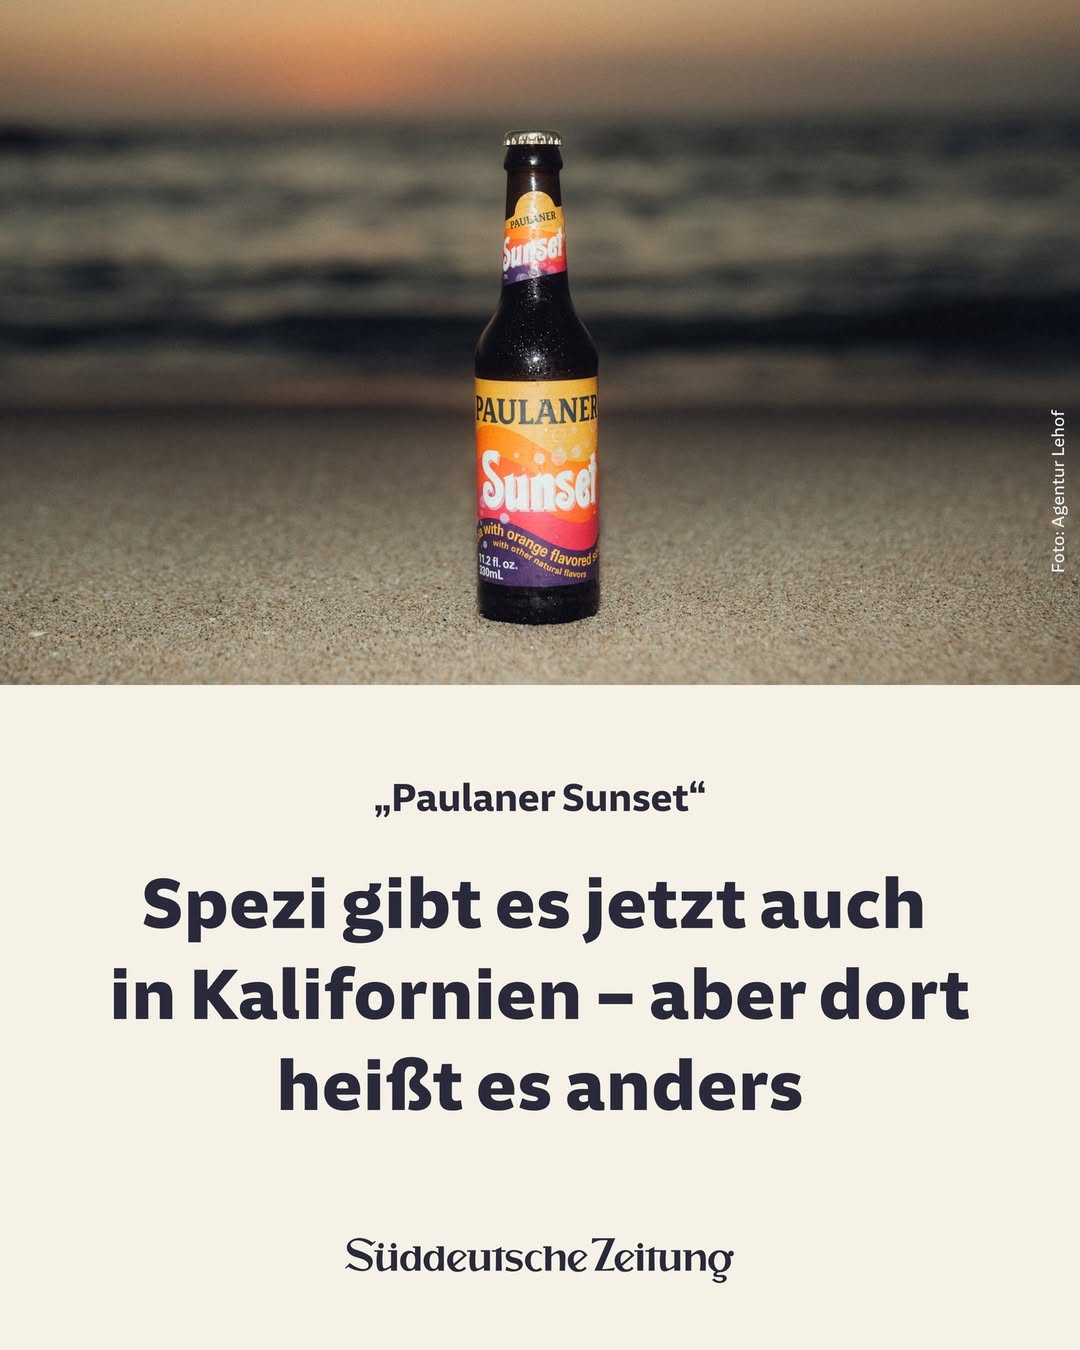 PAULANER
Sunset
PAULANER
Sunset
with orange flavored
with other natural flavors
11.2 fl. oz.
330mL
Foto: Agentur Lehof
„Paulaner Sunset“
Spezi gibt es jetzt auch
in Kalifornien – aber dort
heißt es anders
Süddeutsche Zeitung